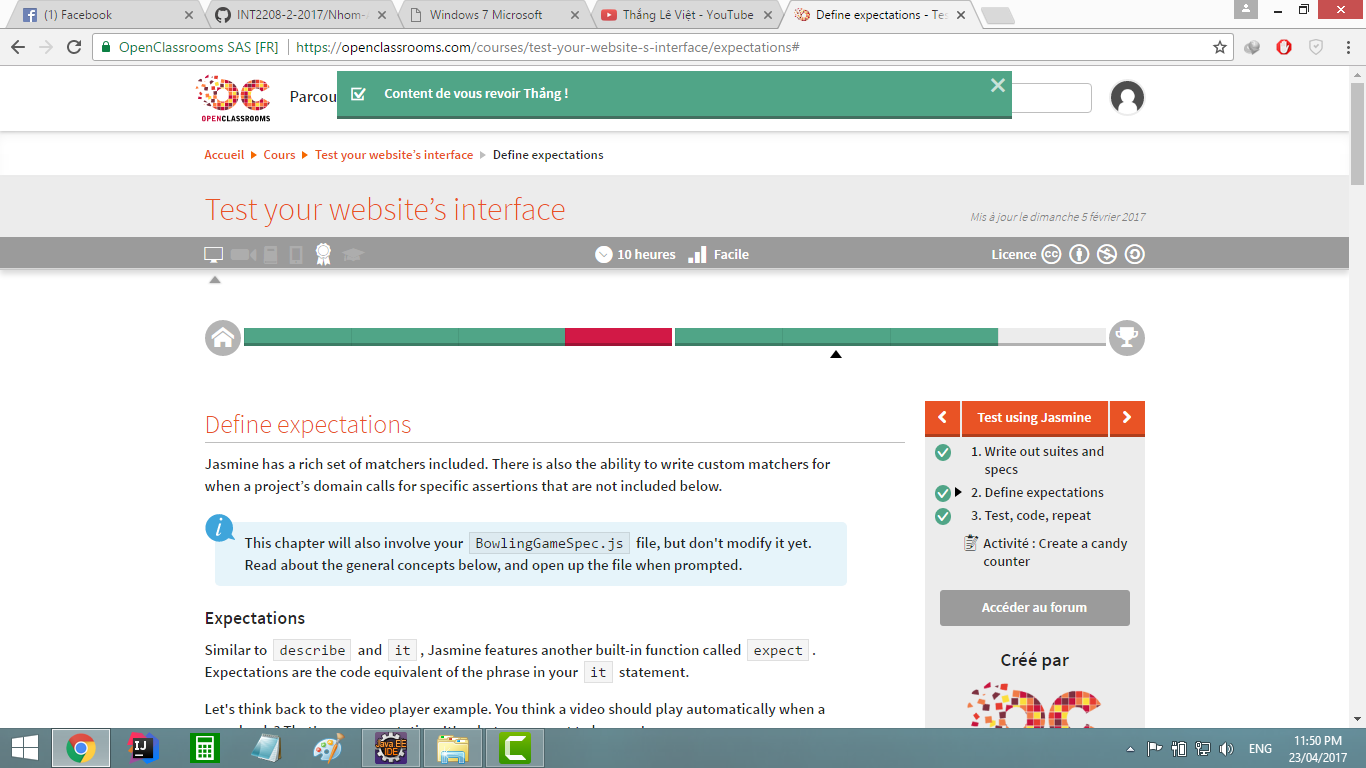 (1) Facebook
INT2208-2-2017/Nhom-
Windows 7 Microsoft
Thắng Lê Việt - YouTube
Define expectations - Te
OpenClassrooms SAS [FR]
https://openclassrooms.com/courses/test-your-website-s-interface/expectations#
OPENCLASSROOMS
Parcou
Content de vous revoir Thắng !
Accueil
Cours
Test your website’s interface
Define expectations
Test your website’s interface
Mis à jour le dimanche 5 février 2017
10 heures
Facile
Licence
Define expectations
Jasmine has a rich set of matchers included. There is also the ability to write custom matchers for
when a project’s domain calls for specific assertions that are not included below.
This chapter will also involve your BowlingGameSpec.js file, but don't modify it yet.
Read about the general concepts below, and open up the file when prompted.
Expectations
Similar to describe and it , Jasmine features another built-in function called expect .
Expectations are the code equivalent of the phrase in your it statement.
Let's think back to the video player example. You think a video should play automatically when a
Test using Jasmine
1. Write out suites and
specs
2. Define expectations
3. Test, code, repeat
Activité : Create a candy
counter
Accéder au forum
Créé par
IJ
Java EE
IDE
ENG
11:50 PM
23/04/2017